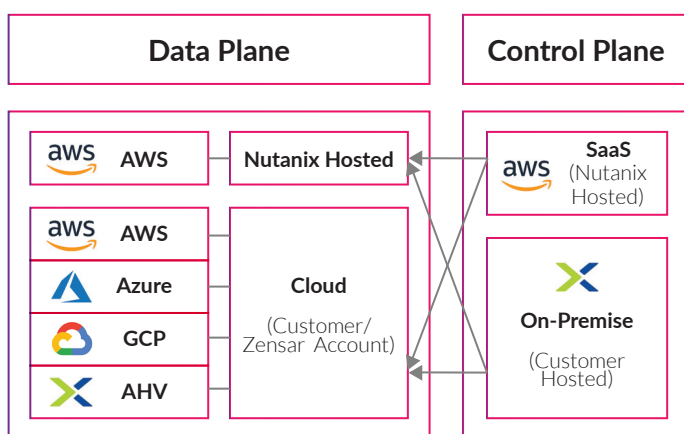 Data Plane
Control Plane
aws AWS
Nutanix Hosted
aws AWS
Azure
GCP
AHV
Cloud
(Customer/
Zensar Account)
aws
SaaS
(Nutanix
Hosted)
On-Premise
(Customer
Hosted)